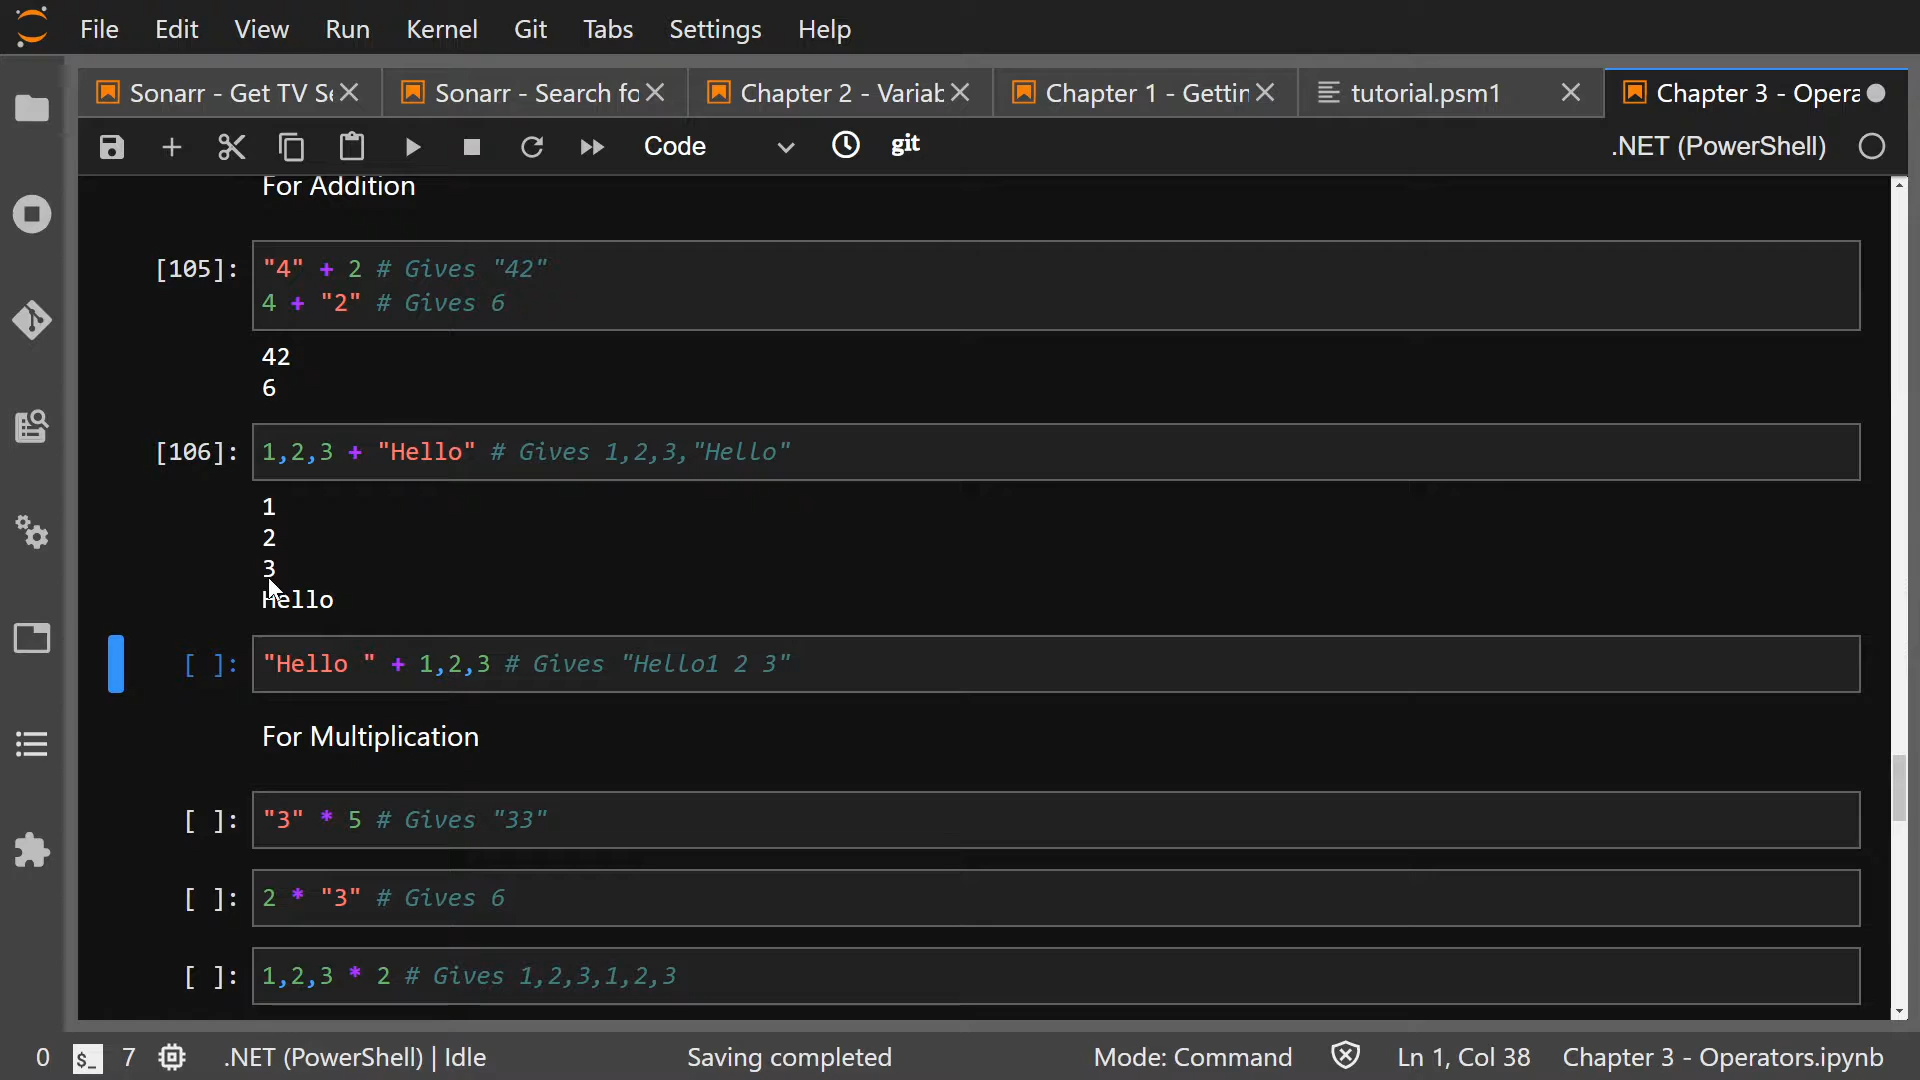 File Edit View Run Kernel Git Tabs Settings Help
Sonarr - Get TV Se Sonarr - Search fo Chapter 2 - Variab Chapter 1 - Gettin tutorial.psm1 Chapter 3 - Opera
Code git .NET (PowerShell)
For Addition
[105]: "4" + 2 # Gives "42"
4 + "2" # Gives 6
42
6
[106]: 1,2,3 + "Hello" # Gives 1,2,3,"Hello"
1
2
3
Hello
[ ]: "Hello " + 1,2,3 # Gives "Hello1 2 3"
For Multiplication
[ ]: "3" * 5 # Gives "33"
[ ]: 2 * "3" # Gives 6
[ ]: 1,2,3 * 2 # Gives 1,2,3,1,2,3
0 $_ 7 .NET (PowerShell) | Idle Saving completed Mode: Command Ln 1, Col 38 Chapter 3 - Operators.ipynb